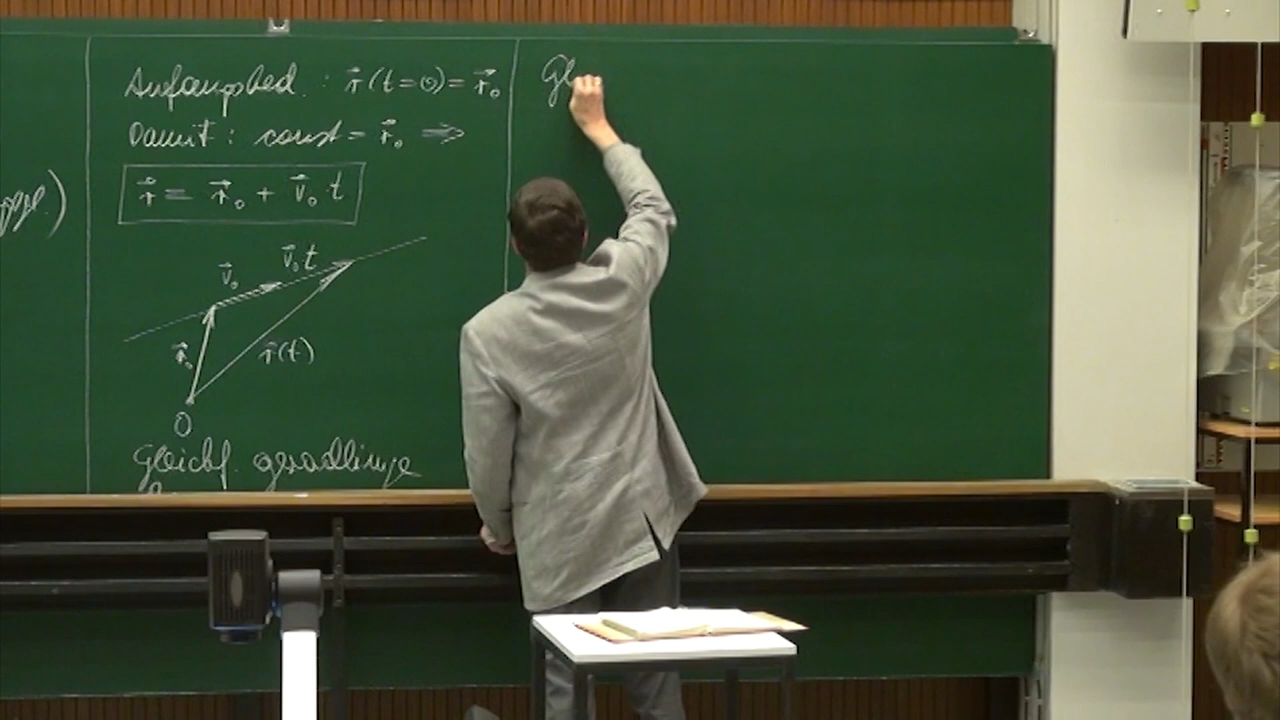 Anfangsbed. : r⃗(t=0) = r⃗₀
Damit : const = r⃗₀ ⇒
r⃗ = r⃗₀ + v⃗₀ t
v⃗₀ v⃗₀ t
r⃗₀ r⃗(t)
0
Gleichf. geradlinige
Gl